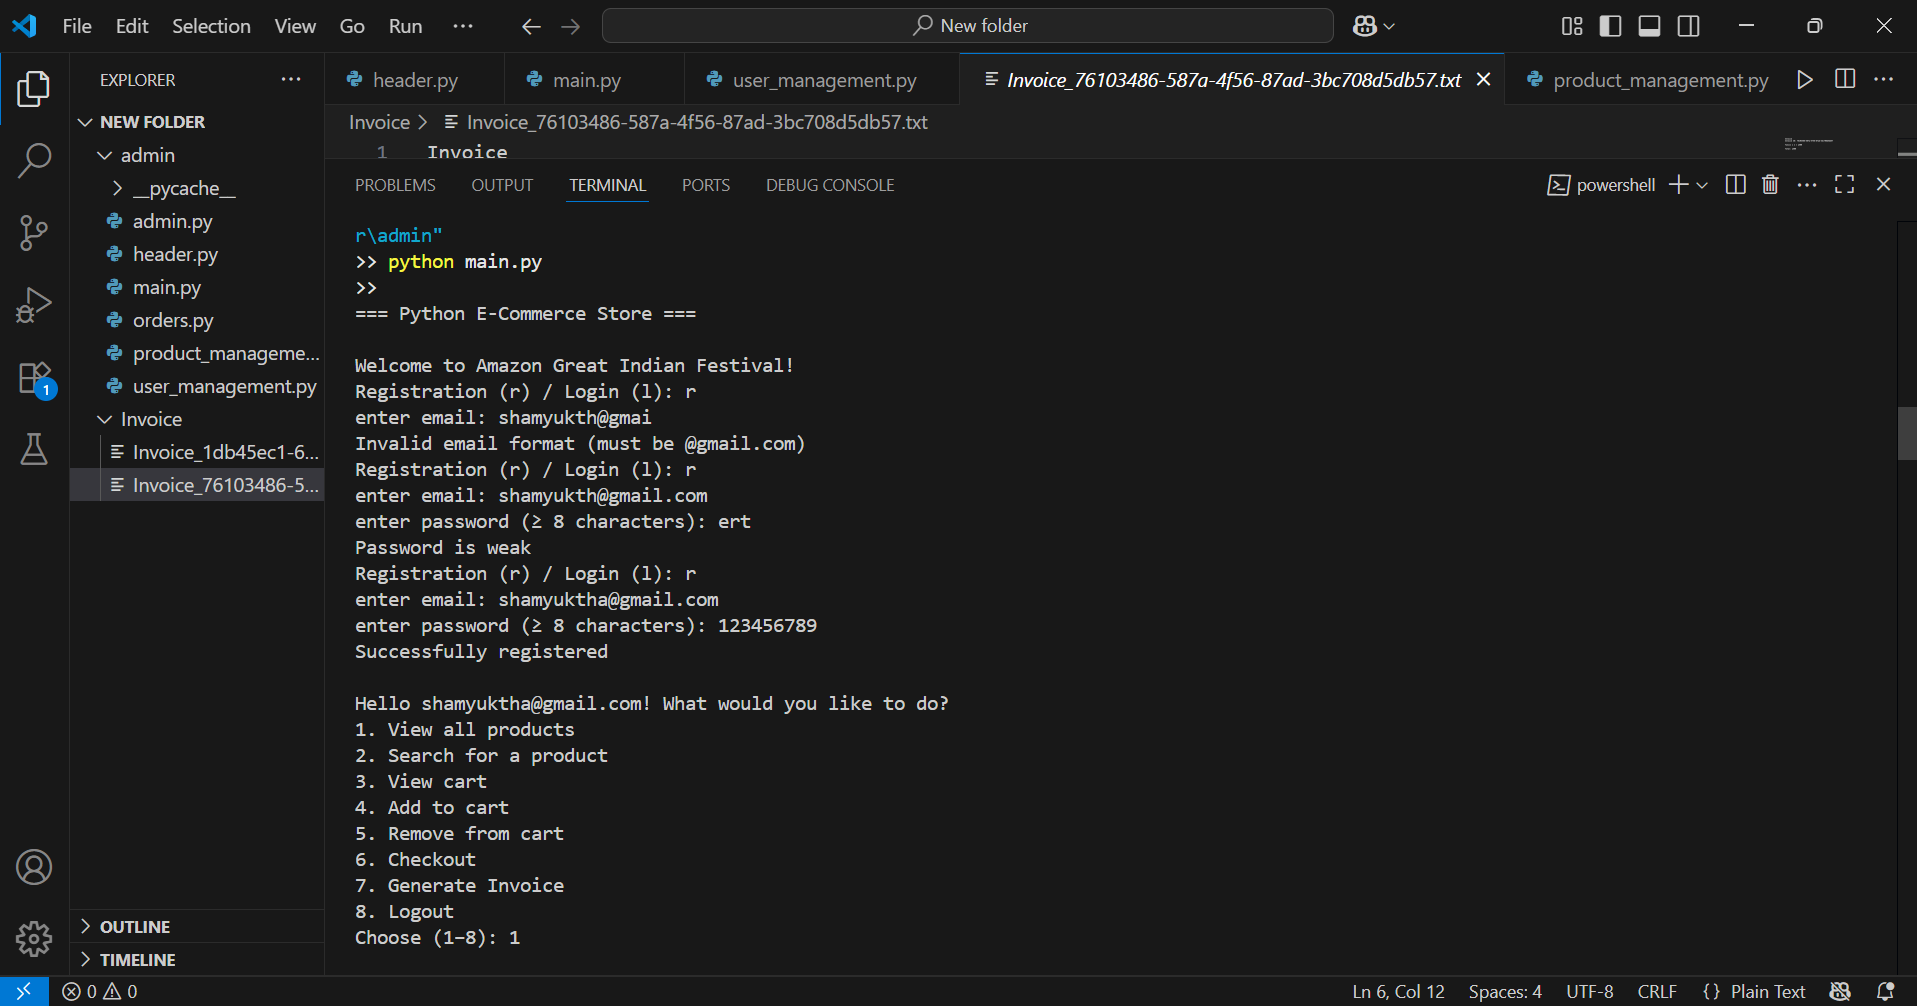 File Edit Selection View Go Run ··· New folder
EXPLORER ···
header.py main.py user_management.py Invoice_76103486-587a-4f56-87ad-3bc708d5db57.txt product_management.py ···
NEW FOLDER
admin
__pycache__
admin.py
header.py
main.py
orders.py
product_manageme...
user_management.py
Invoice
Invoice_1db45ec1-6...
Invoice_76103486-5...
1
OUTLINE
TIMELINE
Invoice > Invoice_76103486-587a-4f56-87ad-3bc708d5db57.txt
1 Invoice
PROBLEMS OUTPUT TERMINAL PORTS DEBUG CONSOLE powershell ···
r\admin"
>> python main.py
>>
=== Python E-Commerce Store ===
Welcome to Amazon Great Indian Festival!
Registration (r) / Login (l): r
enter email: shamyukth@gmai
Invalid email format (must be @gmail.com)
Registration (r) / Login (l): r
enter email: shamyukth@gmail.com
enter password (≥ 8 characters): ert
Password is weak
Registration (r) / Login (l): r
enter email: shamyuktha@gmail.com
enter password (≥ 8 characters): 123456789
Successfully registered
Hello shamyuktha@gmail.com! What would you like to do?
1. View all products
2. Search for a product
3. View cart
4. Add to cart
5. Remove from cart
6. Checkout
7. Generate Invoice
8. Logout
Choose (1–8): 1
0 0 Ln 6, Col 12 Spaces: 4 UTF-8 CRLF {} Plain Text